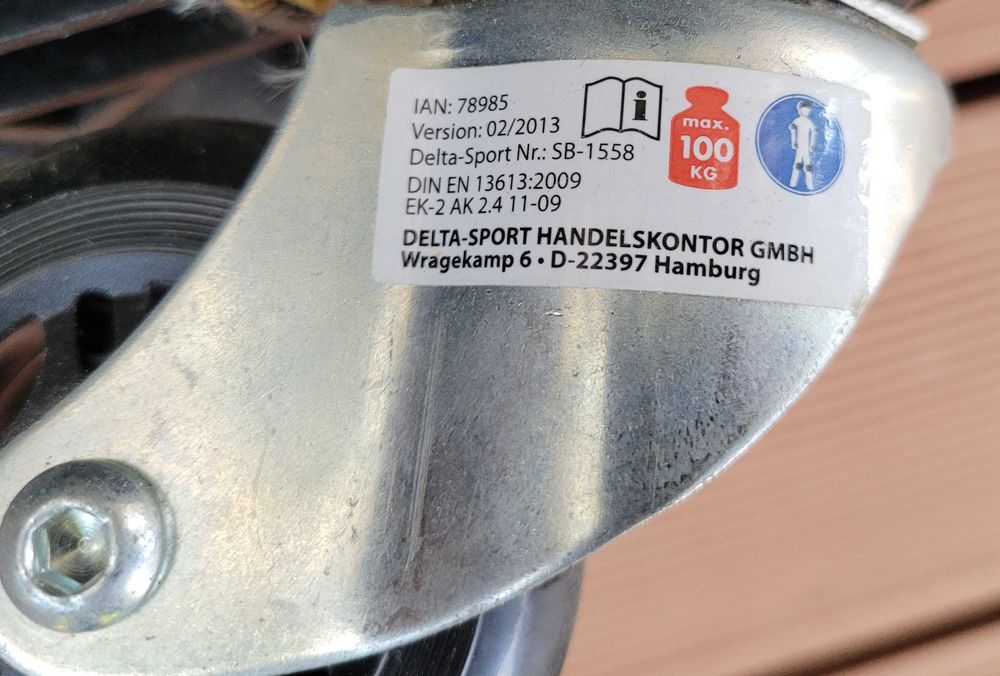 IAN: 78985
Version: 02/2013
Delta-Sport Nr.: SB-1558
DIN EN 13613:2009
EK-2 AK 2.4 11-09
DELTA-SPORT HANDELSKONTOR GMBH
Wragekamp 6 • D-22397 Hamburg
i
max.
100
KG